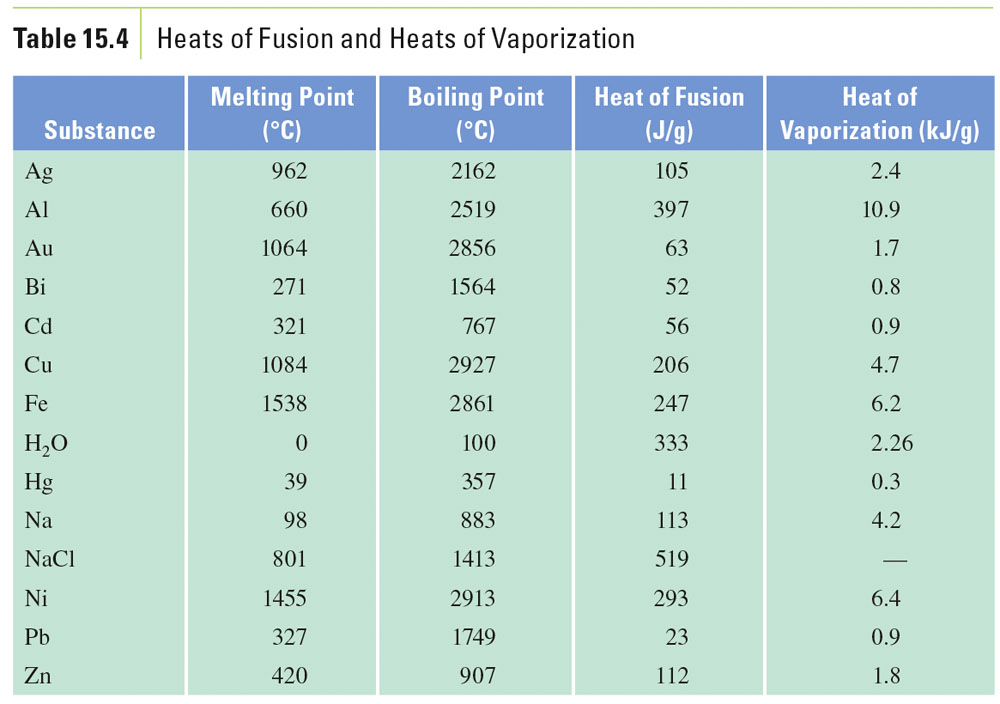 Table 15.4 Heats of Fusion and Heats of Vaporization
Substance Melting Point (°C) Boiling Point (°C) Heat of Fusion (J/g) Heat of Vaporization (kJ/g)
Ag 962 2162 105 2.4
Al 660 2519 397 10.9
Au 1064 2856 63 1.7
Bi 271 1564 52 0.8
Cd 321 767 56 0.9
Cu 1084 2927 206 4.7
Fe 1538 2861 247 6.2
H₂O 0 100 333 2.26
Hg 39 357 11 0.3
Na 98 883 113 4.2
NaCl 801 1413 519 —
Ni 1455 2913 293 6.4
Pb 327 1749 23 0.9
Zn 420 907 112 1.8